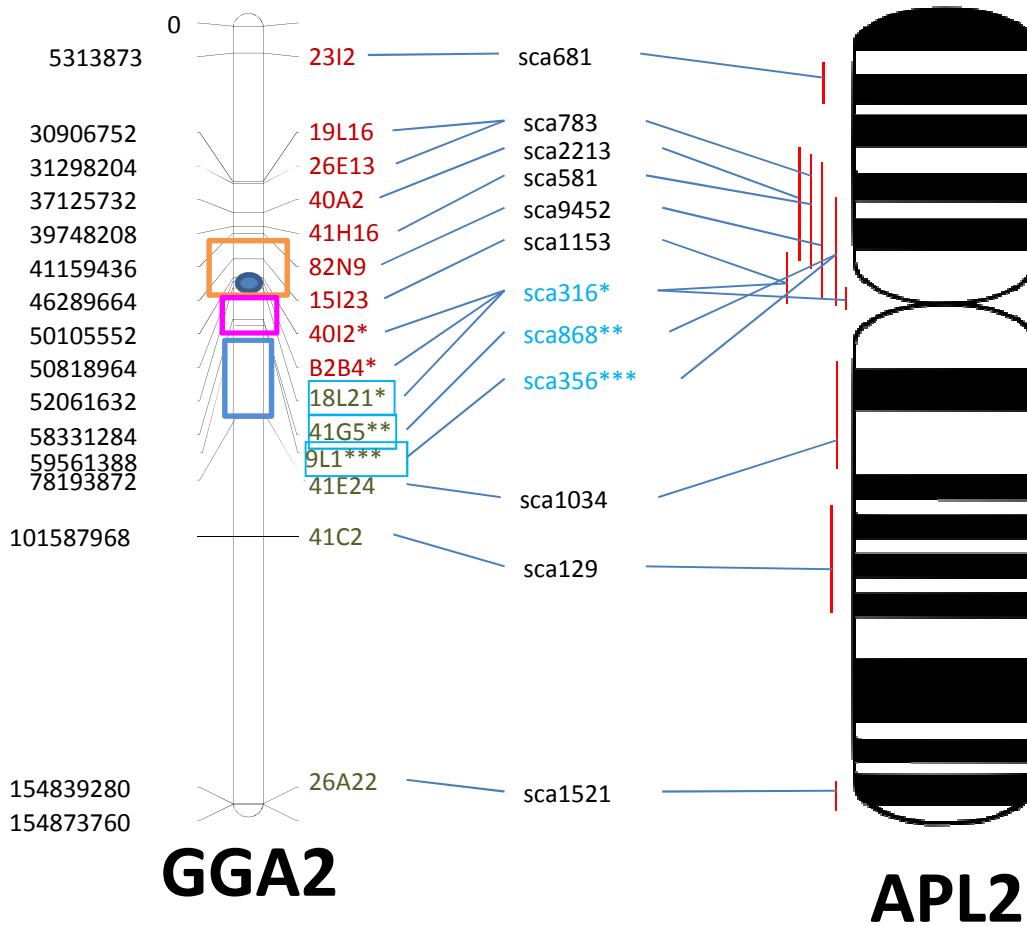 0
5313873 23I2 sca681
30906752 19L16 sca783
31298204 26E13 sca2213
37125732 40A2 sca581
39748208 41H16 sca9452
41159436 82N9 sca1153
46289664 15I23 sca316*
50105552 40I2* sca868**
50818964 B2B4* sca356***
52061632 18L21*
58331284 41G5**
59561388 9L1***
78193872 41E24 sca1034
101587968 41C2 sca129
154839280 26A22 sca1521
154873760
GGA2 APL2